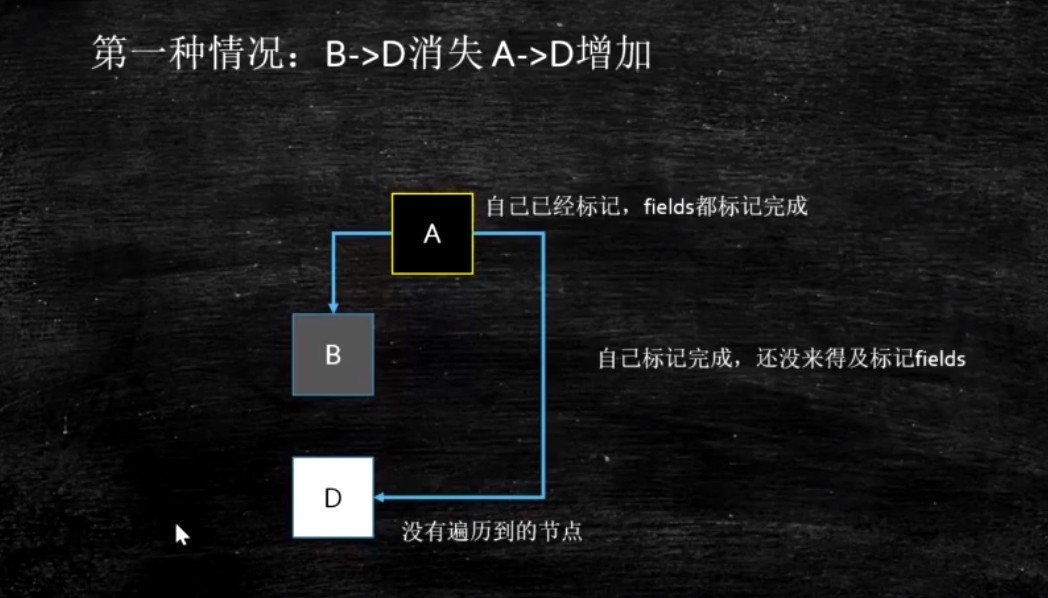 第一种情况：B->D消失 A->D增加
A
自己已经标记，fields都标记完成
B
自己标记完成，还没来得及标记fields
D
没有遍历到的节点